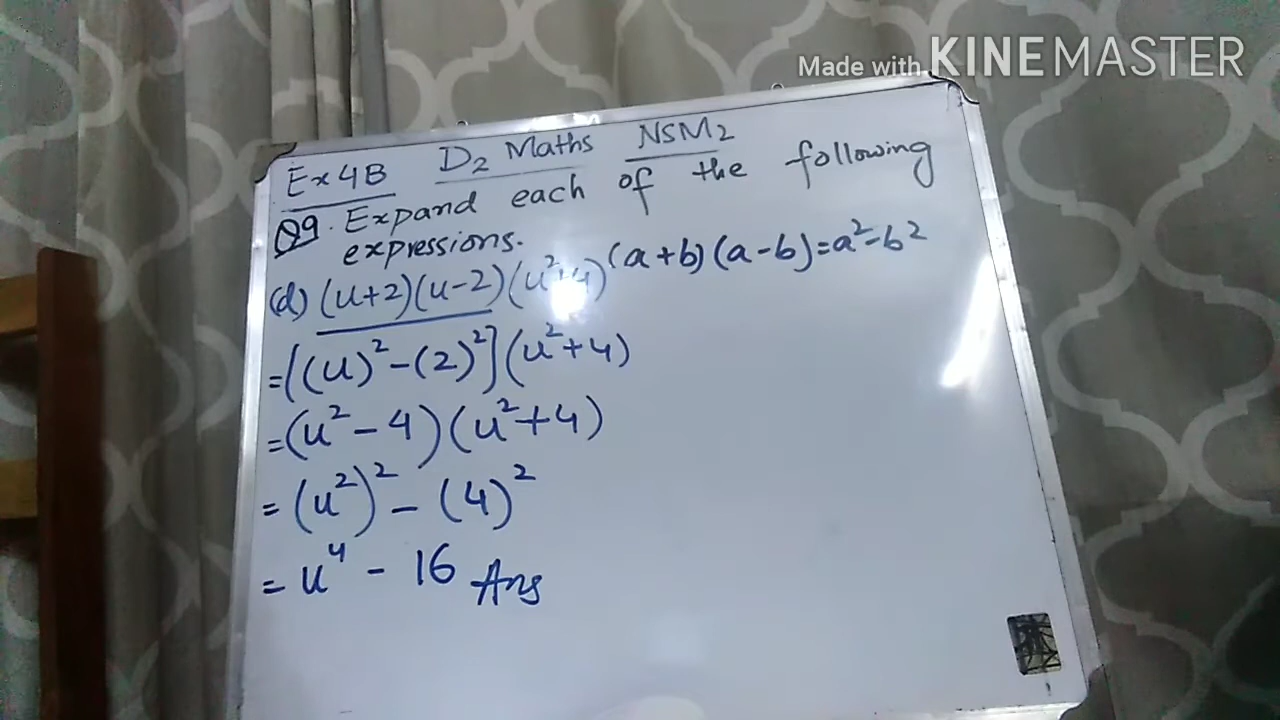 Made with KINEMASTER
Ex 4B D2 Maths NSM2
Q9. Expand each of the following
expressions.
(a+b)(a-b)=a²-b²
(d) (u+2)(u-2)(u²+4)
=[(u)²-(2)²](u²+4)
=(u²-4)(u²+4)
=(u²)²-(4)²
=u⁴-16 Ans